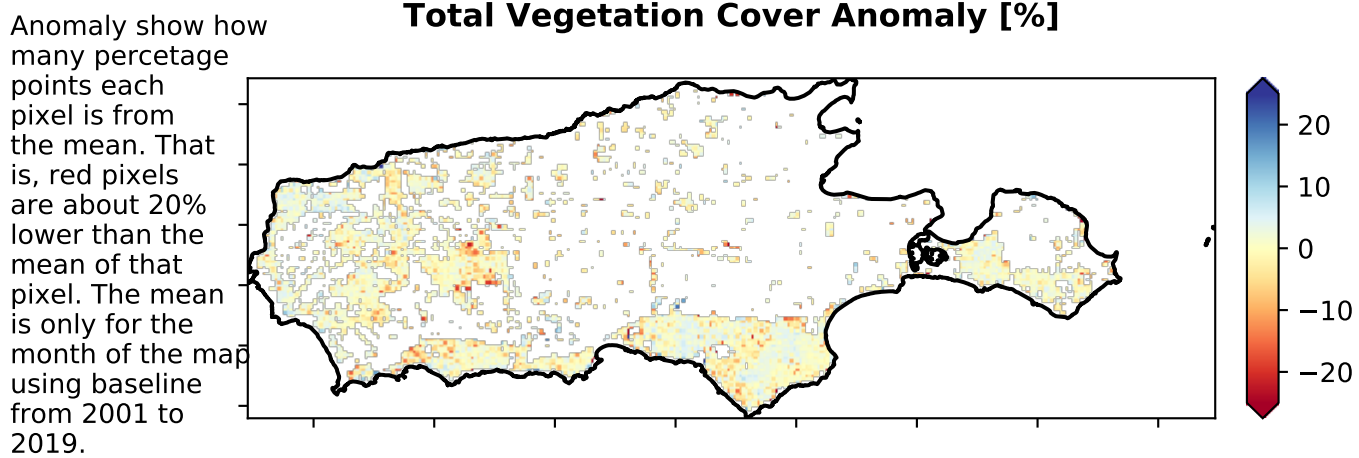 Total Vegetation Cover Anomaly [%]
Anomaly show how
many percetage
points each
pixel is from
the mean. That
is, red pixels
are about 20%
lower than the
mean of that
pixel. The mean
is only for the
month of the map
using baseline
from 2001 to
2019.
20
10
0
−10
−20